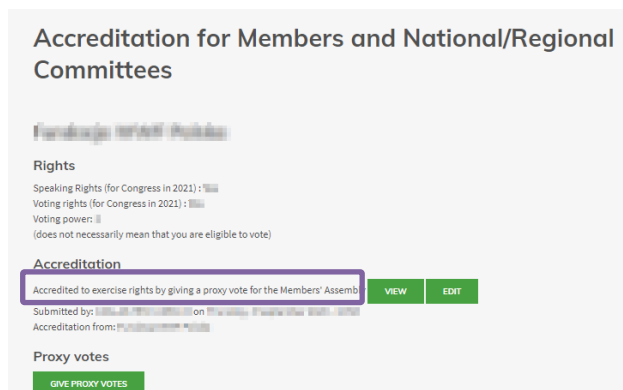 Accreditation for Members and National/Regional
Committees
Rights
Speaking Rights (for Congress in 2021) :
Voting rights (for Congress in 2021) :
Voting power:
(does not necessarily mean that you are eligible to vote)
Accreditation
Accredited to exercise rights by giving a proxy vote for the Members' Assembly VIEW EDIT
Submitted by: on
Accreditation from:
Proxy votes
GIVE PROXY VOTES